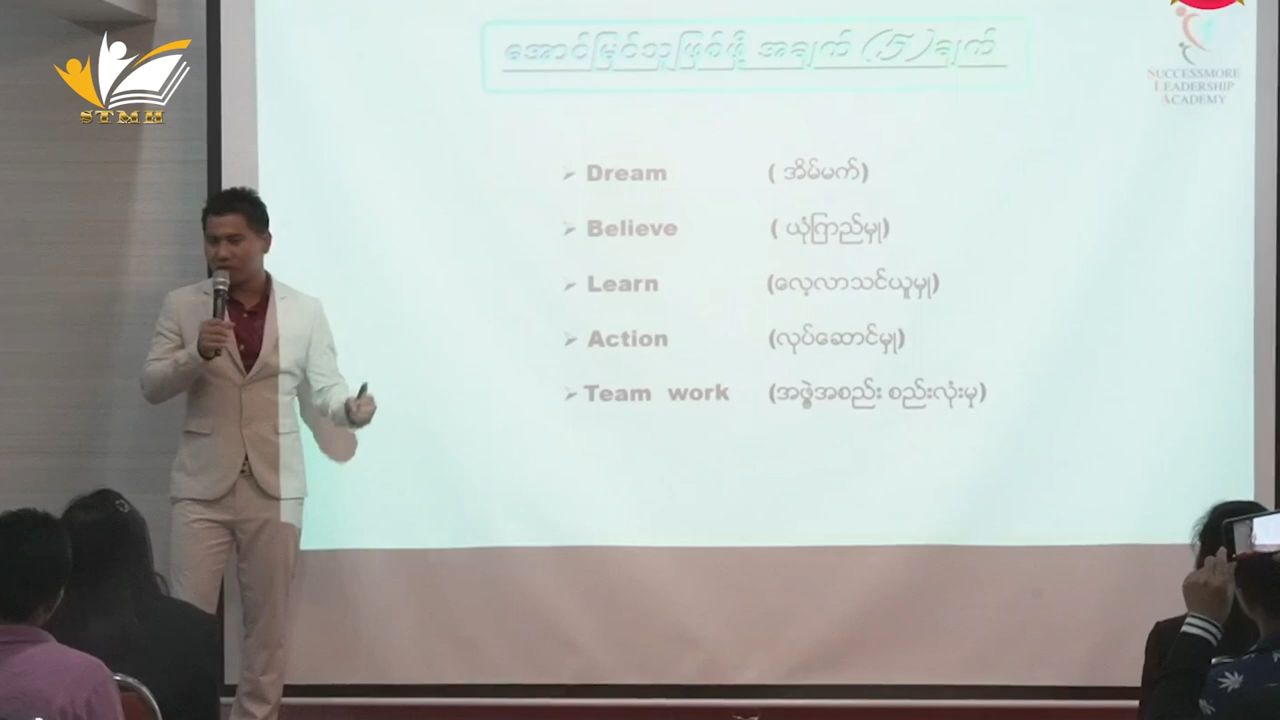 STMH
အောင်မြင်သူဖြစ်ဖို့ အချက် (5)ချက်
SUCCESSMORE
LEADERSHIP
ACADEMY
➢ Dream ( အိမ်မက်)
➢ Believe ( ယုံကြာည်မှု)
➢ Learn (လေ့လာသင်ယူမှု)
➢ Action (လုပ်ဆောင်မှု)
➢ Team work (အဖွဲ့အစည်း စည်းလုံးမှု)